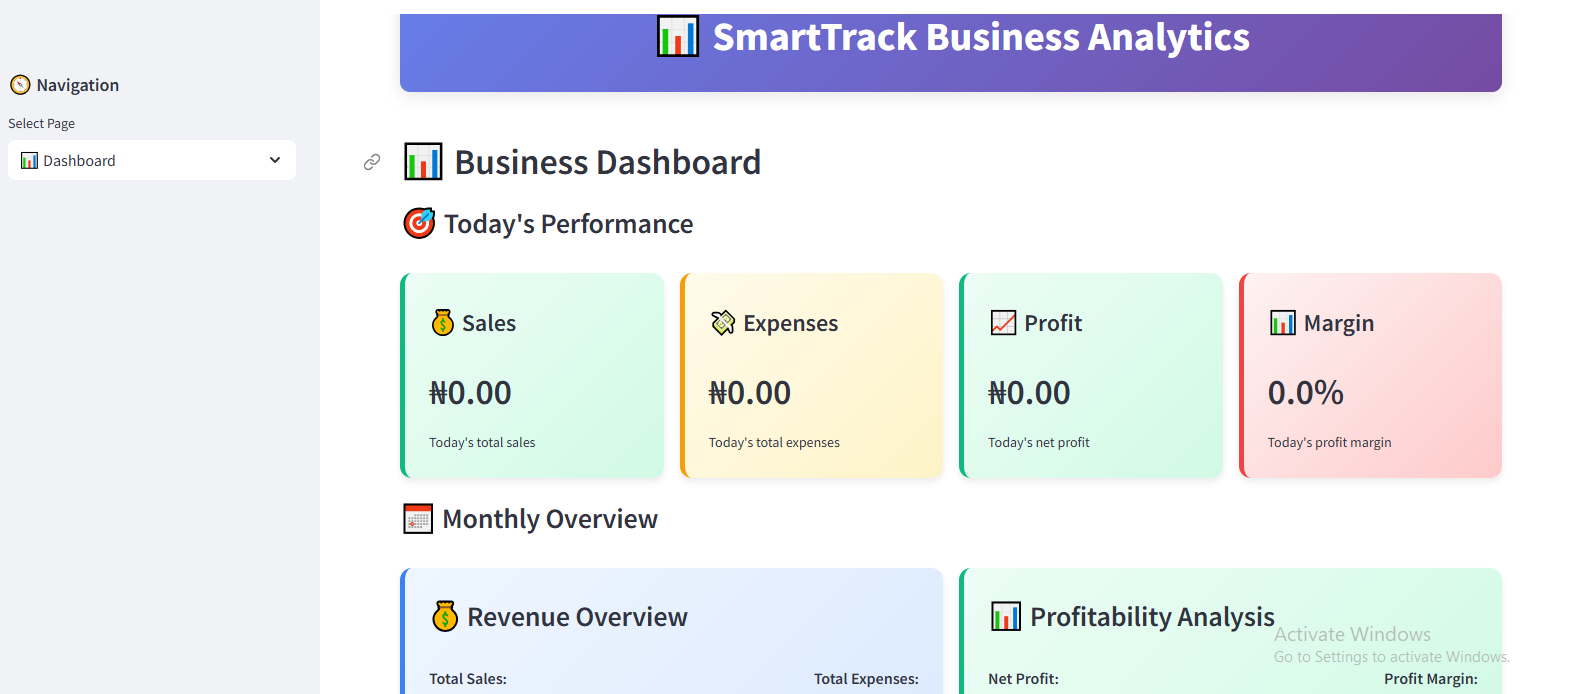 SmartTrack Business Analytics
Navigation
Select Page
Dashboard
Business Dashboard
Today's Performance
Sales
₦0.00
Today's total sales
Expenses
₦0.00
Today's total expenses
Profit
₦0.00
Today's net profit
Margin
0.0%
Today's profit margin
Monthly Overview
Revenue Overview
Total Sales:
Total Expenses:
Profitability Analysis
Net Profit:
Profit Margin:
Activate Windows
Go to Settings to activate Windows.